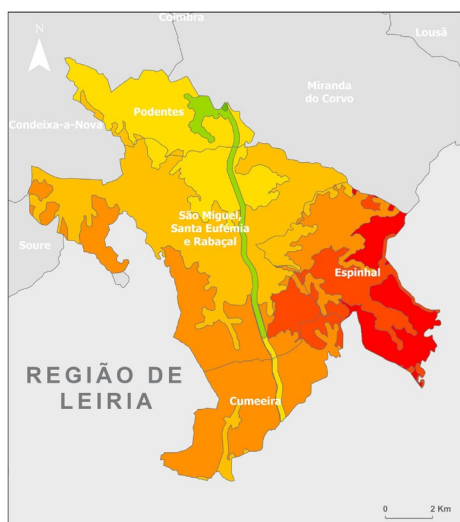 Coimbra
Lousã
N
Miranda
do Corvo
Podentes
Condeixa-a-Nova
São Miguel,
Santa Eufémia
e Rabaçal
Soure
Espinhal
REGIÃO DE
LEIRIA
Cumeeira
0 2 Km